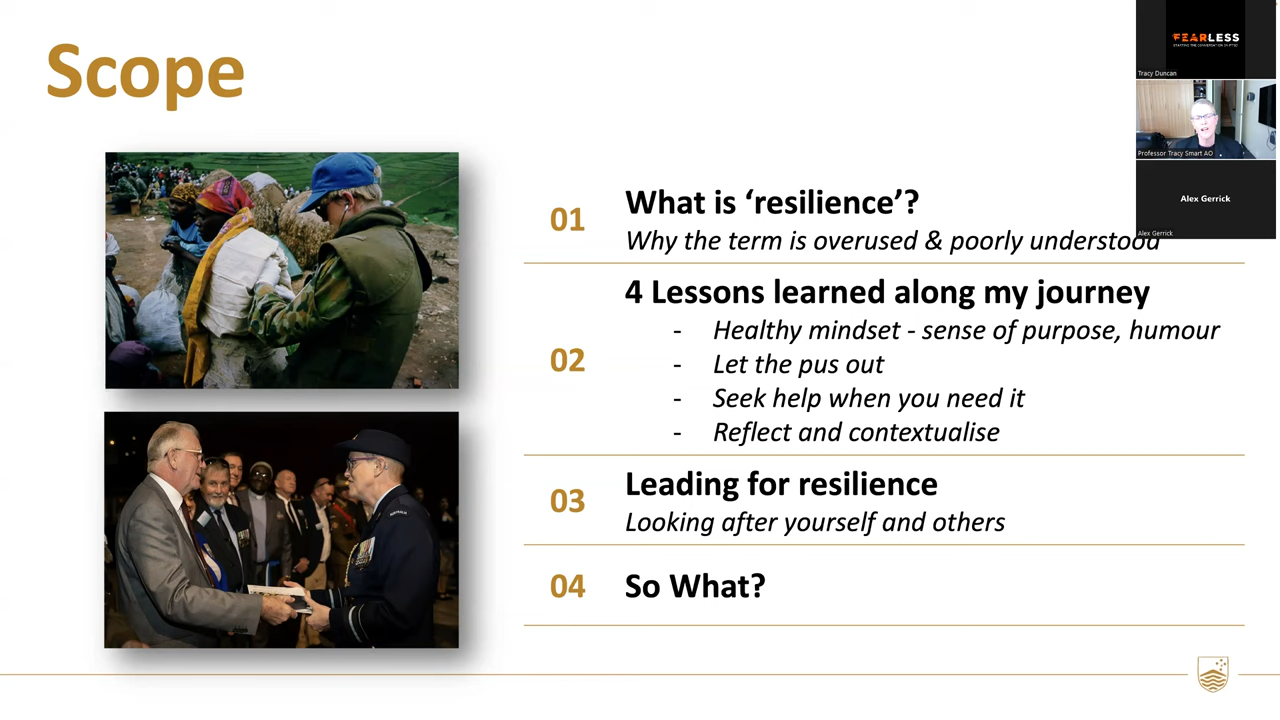 Scope
01
What is ‘resilience’?
Why the term is overused & poorly understood
02
4 Lessons learned along my journey
- Healthy mindset - sense of purpose, humour
- Let the pus out
- Seek help when you need it
- Reflect and contextualise
03
Leading for resilience
Looking after yourself and others
04
So What?
FEARLESS
Tracy Duncan
Professor Tracy Smart AO
Alex Gerrick
Alex Gerrick